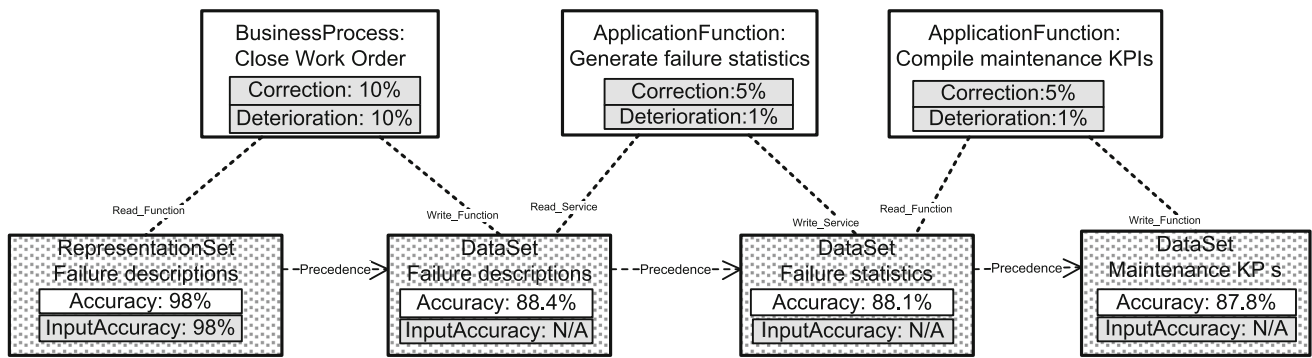 BusinessProcess:
Close Work Order
Correction: 10%
Deterioration: 10%
ApplicationFunction:
Generate failure statistics
Correction:5%
Deterioration:1%
ApplicationFunction:
Compile maintenance KPIs
Correction:5%
Deterioration:1%
Read_Function
Write_Function
Read_Service
Write_Service
Read_Function
Write_Function
RepresentationSet
Failure descriptions
Accuracy: 98%
InputAccuracy: 98%
Precedence
DataSet
Failure descriptions
Accuracy: 88.4%
InputAccuracy: N/A
Precedence
DataSet
Failure statistics
Accuracy: 88.1%
InputAccuracy: N/A
Precedence
DataSet
Maintenance KP s
Accuracy: 87.8%
InputAccuracy: N/A